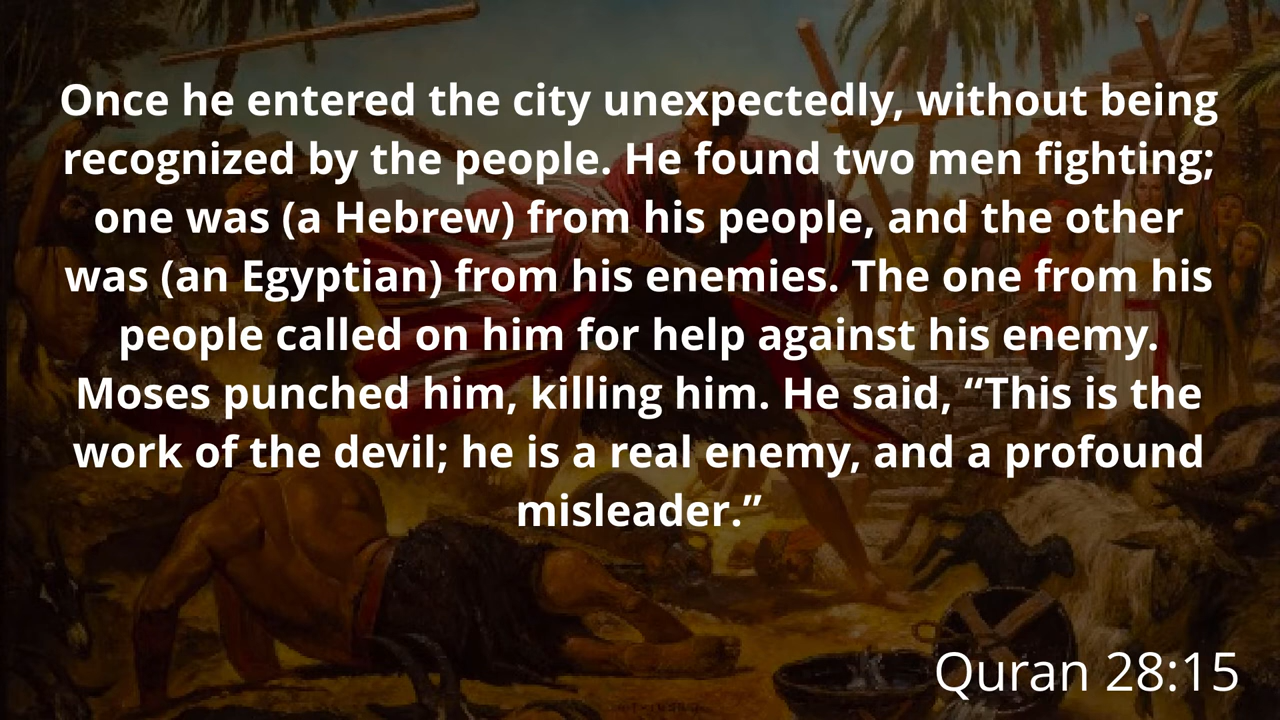 Once he entered the city unexpectedly, without being
recognized by the people. He found two men fighting;
one was (a Hebrew) from his people, and the other
was (an Egyptian) from his enemies. The one from his
people called on him for help against his enemy.
Moses punched him, killing him. He said, “This is the
work of the devil; he is a real enemy, and a profound
misleader.”
Quran 28:15